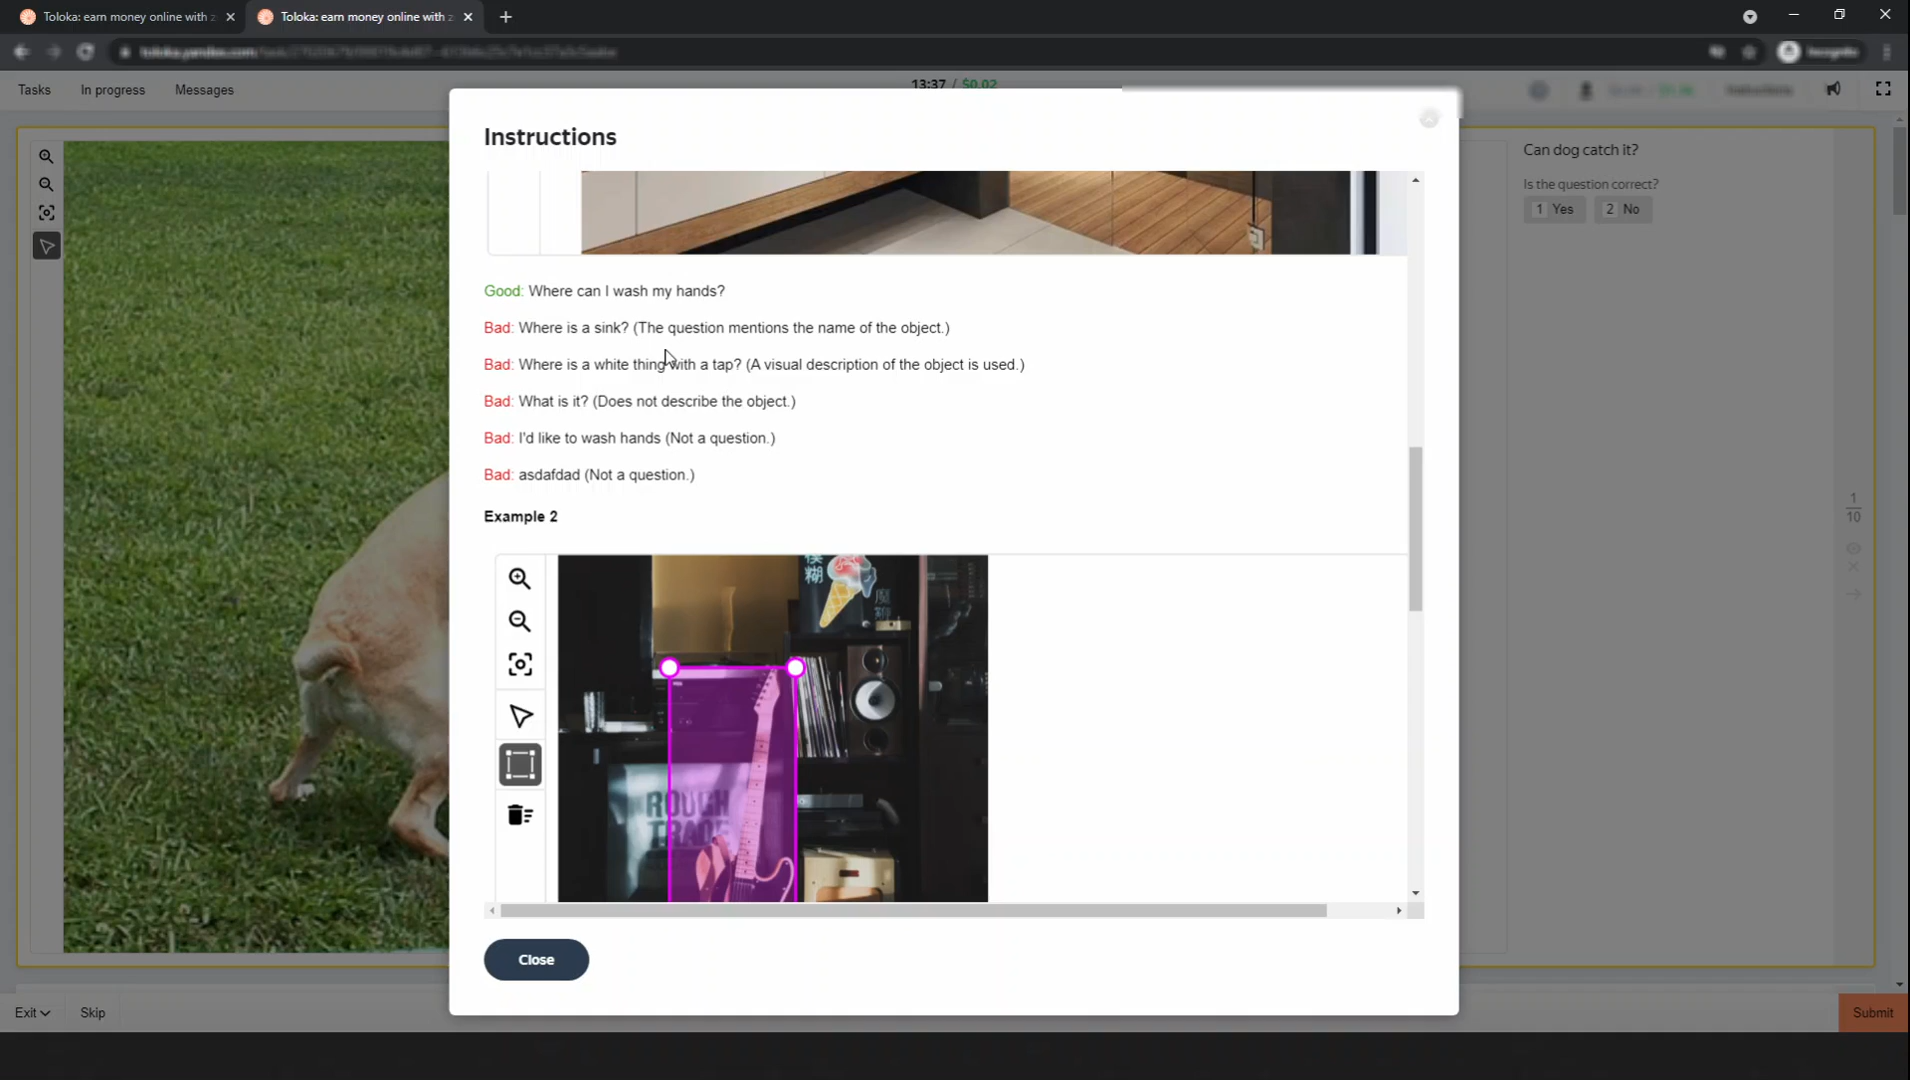 Toloka: earn money online with
Toloka: earn money online with
Tasks
In progress
Messages
13:37 / $0.02
Instructions
Can dog catch it?
Is the question correct?
1 Yes
2 No
Good: Where can I wash my hands?
Bad: Where is a sink? (The question mentions the name of the object.)
Bad: Where is a white thing with a tap? (A visual description of the object is used.)
Bad: What is it? (Does not describe the object.)
Bad: I'd like to wash hands (Not a question.)
Bad: asdafdad (Not a question.)
Example 2
模
糊
魔
ROUGH
TRADE
1
10
Close
Exit
Skip
Submit